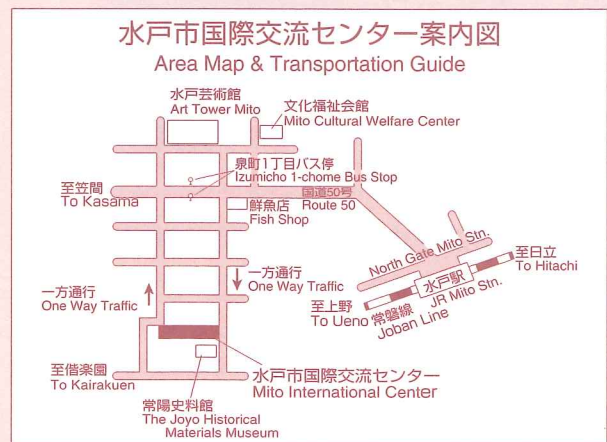 水戸市国際交流センター案内図
Area Map & Transportation Guide
水戸芸術館
Art Tower Mito
文化福祉会館
Mito Cultural Welfare Center
泉町1丁目バス停
Izumicho 1-chome Bus Stop
至笠間
To Kasama
国道50号
Route 50
鮮魚店
Fish Shop
North Gate Mito Stn.
至日立
To Hitachi
水戸駅
JR Mito Stn.
一方通行
One Way Traffic
一方通行
One Way Traffic
至上野
To Ueno
常磐線
Joban Line
至偕楽園
To Kairakuen
水戸市国際交流センター
Mito International Center
常陽史料館
The Joyo Historical
Materials Museum